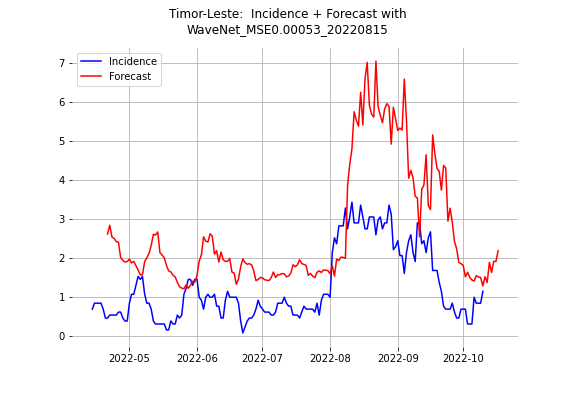 Timor-Leste:  Incidence + Forecast with
WaveNet_MSE0.00053_20220815
Incidence
Forecast
7
6
5
4
3
2
1
0
2022-05 2022-06 2022-07 2022-08 2022-09 2022-10